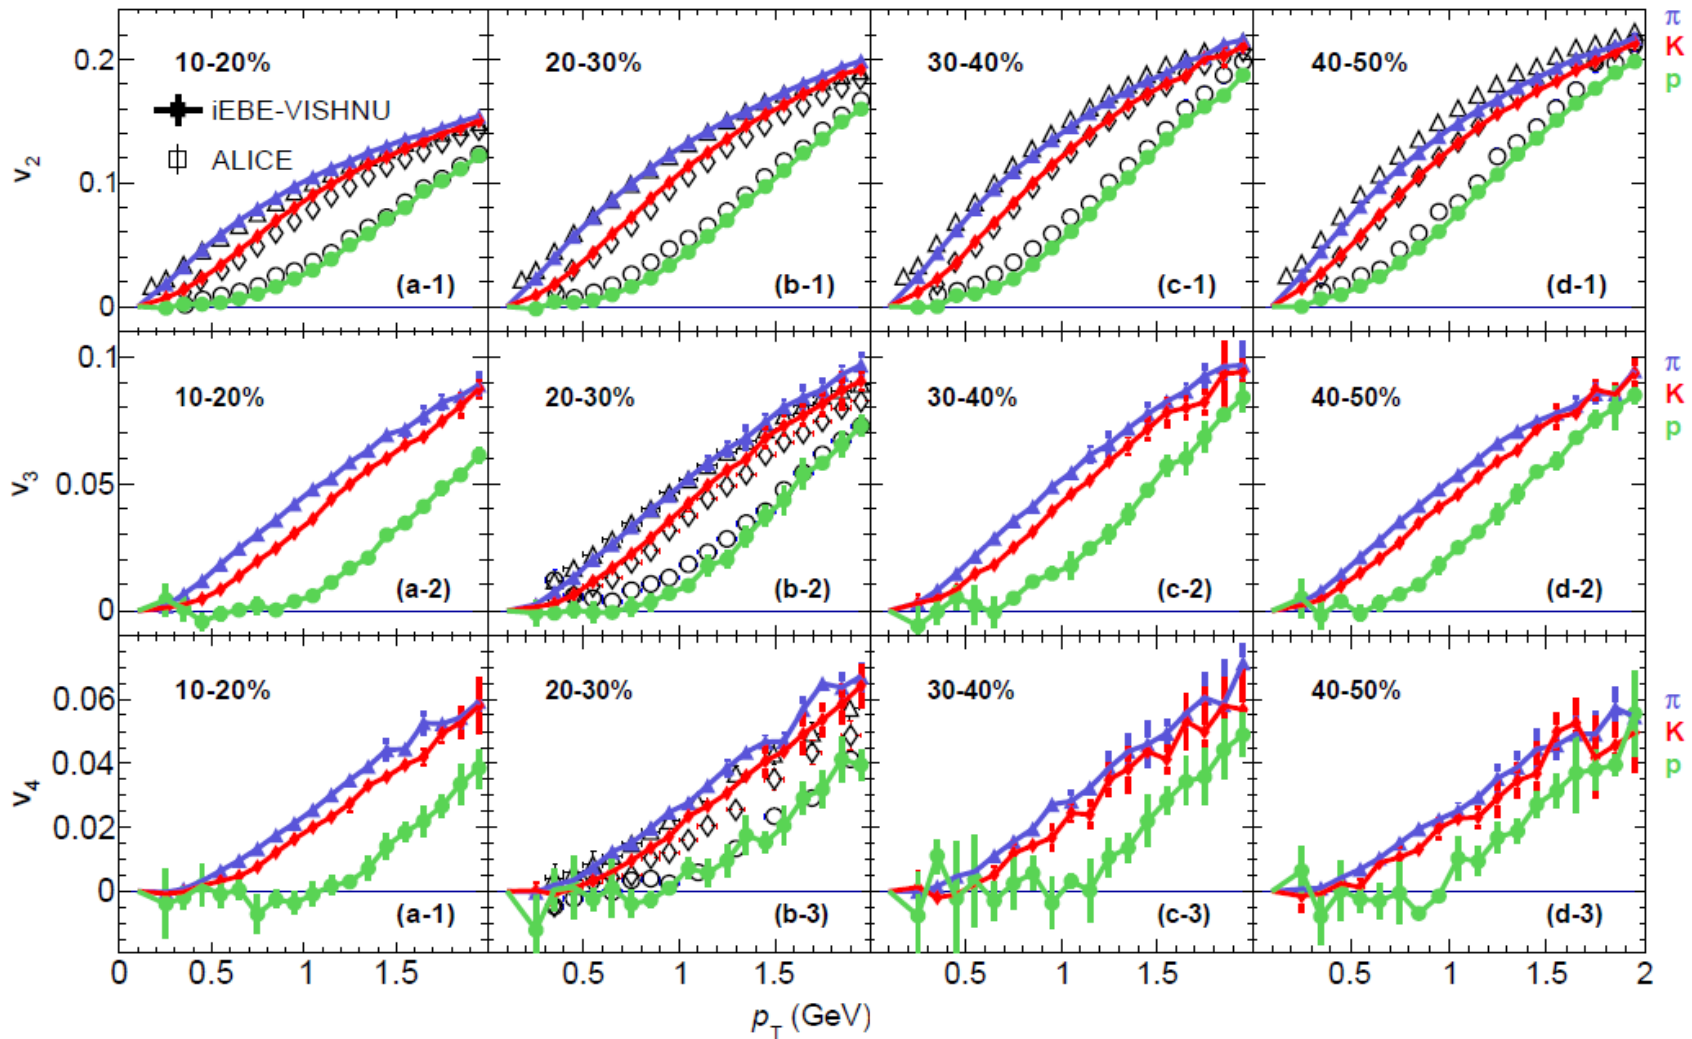 v2
0.2
0.1
0
10-20%
iEBE-VISHNU
ALICE
(a-1)
20-30%
(b-1)
30-40%
(c-1)
40-50%
(d-1)
π
K
p
v3
0.1
0.05
0
10-20%
(a-2)
20-30%
(b-2)
30-40%
(c-2)
40-50%
(d-2)
π
K
p
v4
0.06
0.04
0.02
0
10-20%
(a-1)
20-30%
(b-3)
30-40%
(c-3)
40-50%
(d-3)
π
K
p
0 0.5 1 1.5 0.5 1 1.5 0.5 1 1.5 0.5 1 1.5 2
pT (GeV)